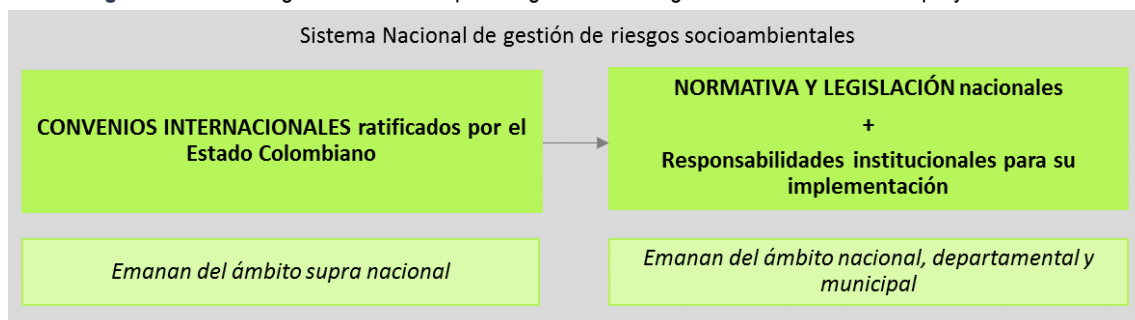 Sistema Nacional de gestión de riesgos socioambientales
CONVENIOS INTERNACIONALES ratificados por el
Estado Colombiano
NORMATIVA Y LEGISLACIÓN nacionales
+
Responsabilidades institucionales para su
implementación
Emanan del ámbito supra nacional
Emanan del ámbito nacional, departamental y
municipal